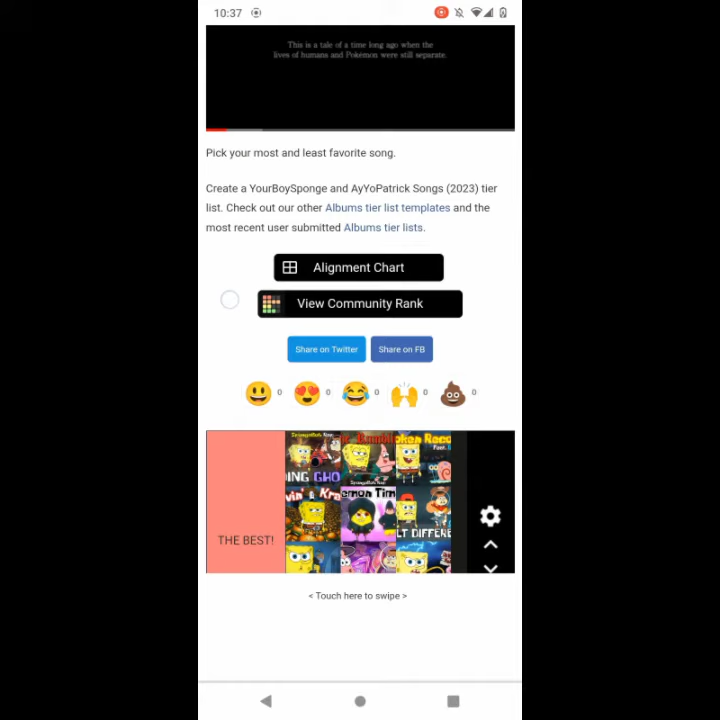 10:37
This is a tale of a time long ago when the
lives of humans and Pokémon were still separate.
Pick your most and least favorite song.
Create a YourBoySponge and AyYoPatrick Songs (2023) tier
list. Check out our other Albums tier list templates and the
most recent user submitted Albums tier lists.
Alignment Chart
View Community Rank
Share on Twitter
Share on FB
0
0
0
0
0
THE BEST!
< Touch here to swipe >